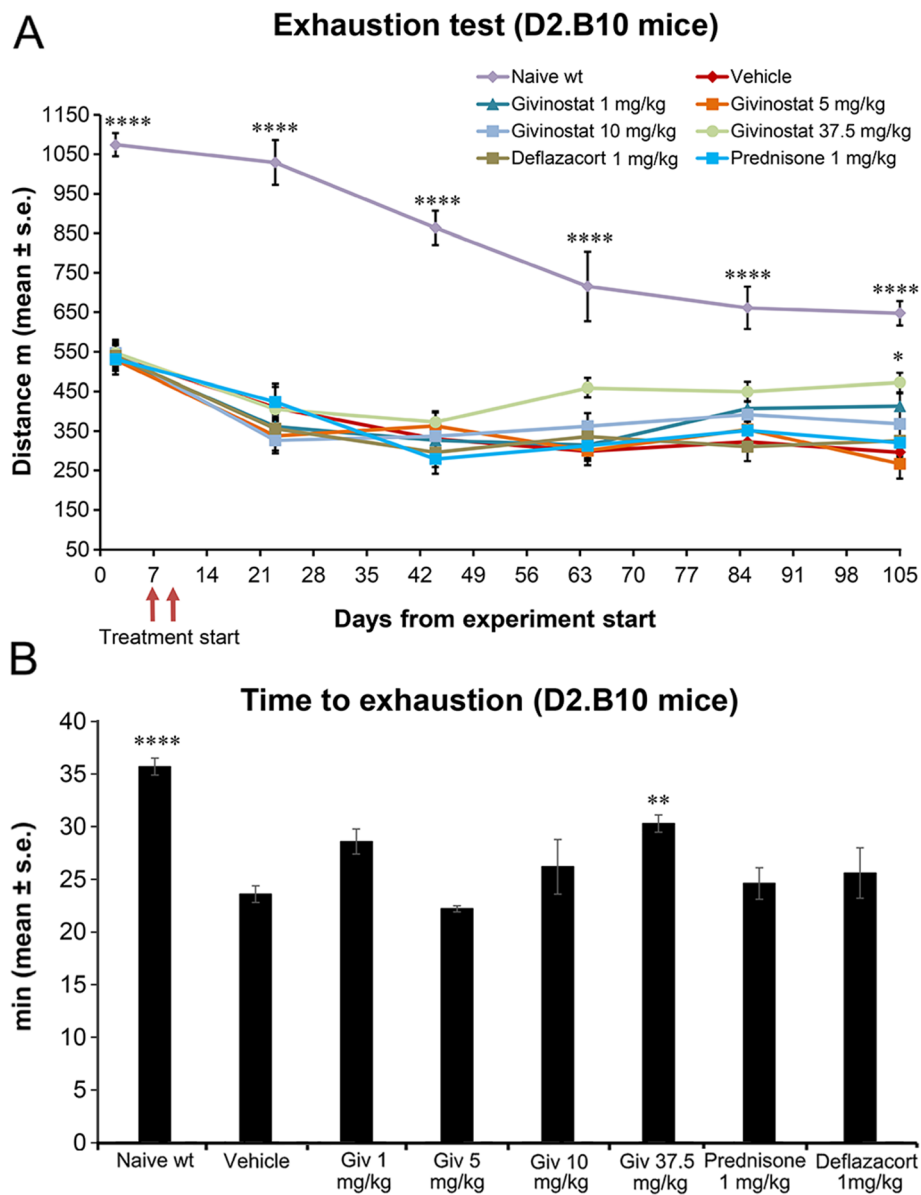 A
Exhaustion test (D2.B10 mice)
Naive wt
Vehicle
Givinostat 1 mg/kg
Givinostat 5 mg/kg
Givinostat 10 mg/kg
Givinostat 37.5 mg/kg
Deflazacort 1 mg/kg
Prednisone 1 mg/kg
Distance m (mean ± s.e.)
1150
1050
950
850
750
650
550
450
350
250
150
50
****
****
****
****
****
****
*
0 7 14 21 28 35 42 49 56 63 70 77 84 91 98 105
Treatment start
Days from experiment start
B
Time to exhaustion (D2.B10 mice)
min (mean ± s.e.)
40
35
30
25
20
15
10
5
0
****
**
Naive wt
Vehicle
Giv 1
mg/kg
Giv 5
mg/kg
Giv 10
mg/kg
Giv 37.5
mg/kg
Prednisone
1 mg/kg
Deflazacort
1mg/kg